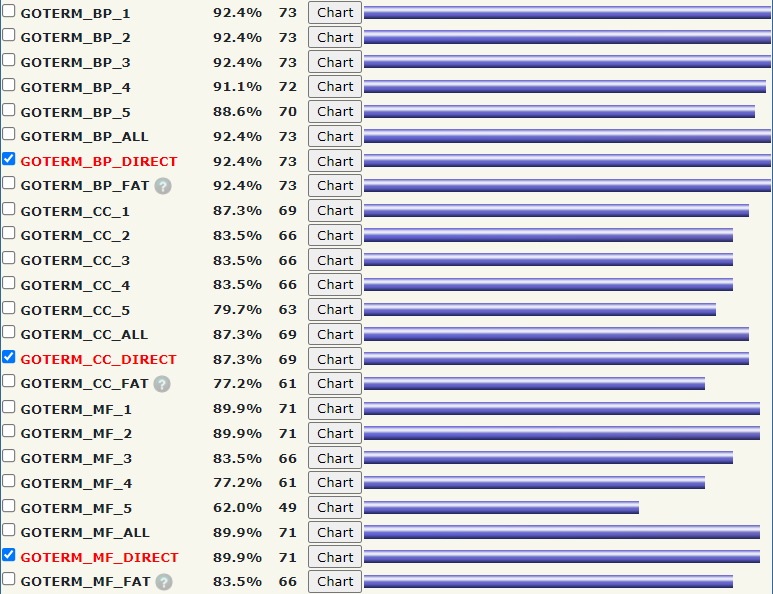 GOTERM_BP_1 92.4% 73 Chart
GOTERM_BP_2 92.4% 73 Chart
GOTERM_BP_3 92.4% 73 Chart
GOTERM_BP_4 91.1% 72 Chart
GOTERM_BP_5 88.6% 70 Chart
GOTERM_BP_ALL 92.4% 73 Chart
GOTERM_BP_DIRECT 92.4% 73 Chart
GOTERM_BP_FAT ? 92.4% 73 Chart
GOTERM_CC_1 87.3% 69 Chart
GOTERM_CC_2 83.5% 66 Chart
GOTERM_CC_3 83.5% 66 Chart
GOTERM_CC_4 83.5% 66 Chart
GOTERM_CC_5 79.7% 63 Chart
GOTERM_CC_ALL 87.3% 69 Chart
GOTERM_CC_DIRECT 87.3% 69 Chart
GOTERM_CC_FAT ? 77.2% 61 Chart
GOTERM_MF_1 89.9% 71 Chart
GOTERM_MF_2 89.9% 71 Chart
GOTERM_MF_3 83.5% 66 Chart
GOTERM_MF_4 77.2% 61 Chart
GOTERM_MF_5 62.0% 49 Chart
GOTERM_MF_ALL 89.9% 71 Chart
GOTERM_MF_DIRECT 89.9% 71 Chart
GOTERM_MF_FAT ? 83.5% 66 Chart